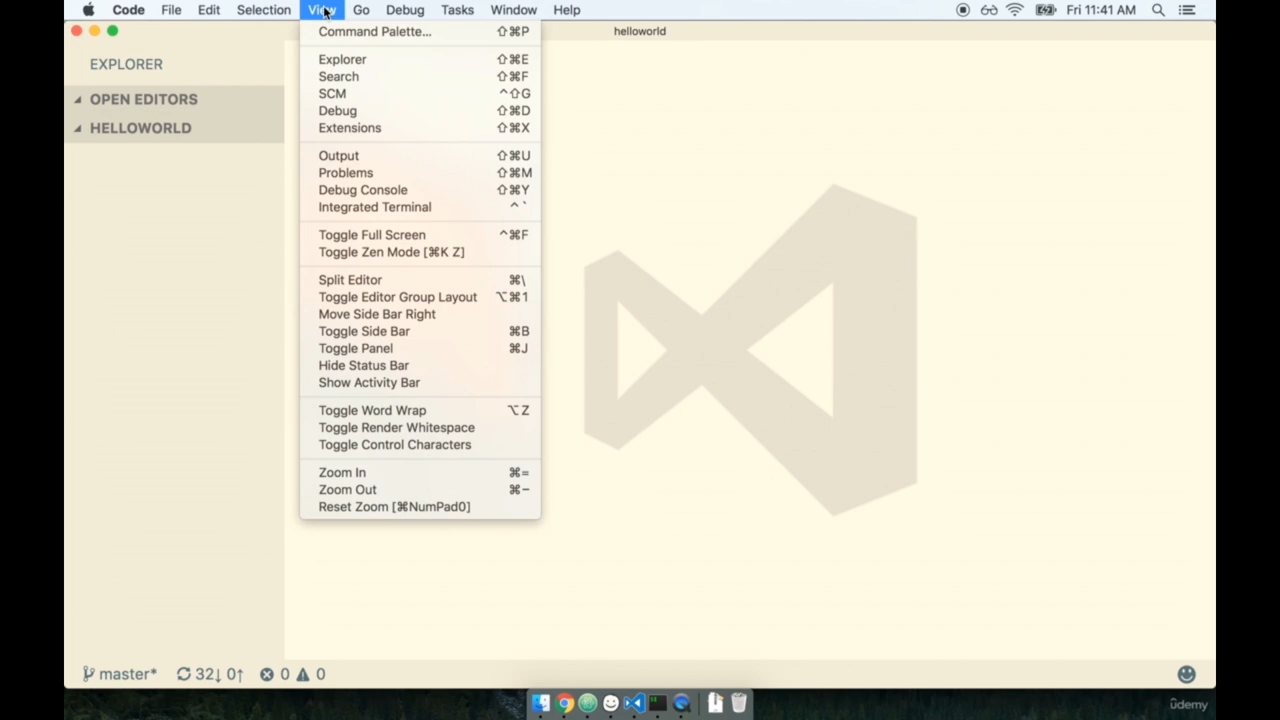 Code File Edit Selection View Go Debug Tasks Window Help Fri 11:41 AM
helloworld
EXPLORER
OPEN EDITORS
HELLOWORLD
Command Palette... ⇧⌘P
Explorer ⇧⌘E
Search ⇧⌘F
SCM ^⇧G
Debug ⇧⌘D
Extensions ⇧⌘X
Output ⇧⌘U
Problems ⇧⌘M
Debug Console ⇧⌘Y
Integrated Terminal ^`
Toggle Full Screen ^⌘F
Toggle Zen Mode [⌘K Z]
Split Editor ⌘\
Toggle Editor Group Layout ⌥⌘1
Move Side Bar Right
Toggle Side Bar ⌘B
Toggle Panel ⌘J
Hide Status Bar
Show Activity Bar
Toggle Word Wrap ⌥Z
Toggle Render Whitespace
Toggle Control Characters
Zoom In ⌘=
Zoom Out ⌘-
Reset Zoom [⌘NumPad0]
master* 32↓ 0↑ 0 0
ûdemy